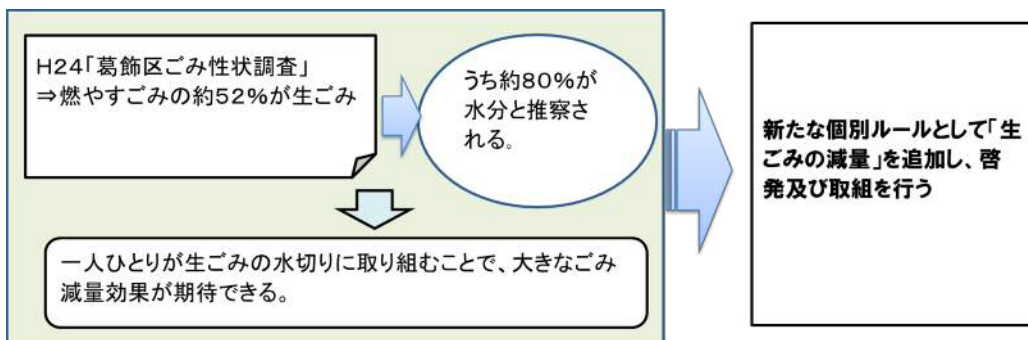 H24「葛飾区ごみ性状調査」
⇒燃やすごみの約52%が生ごみ
うち約80%が
水分と推察さ
れる。
一人ひとりが生ごみの水切りに取り組むことで、大きなごみ
減量効果が期待できる。
新たな個別ルールとして「生
ごみの減量」を追加し、啓
発及び取組を行う